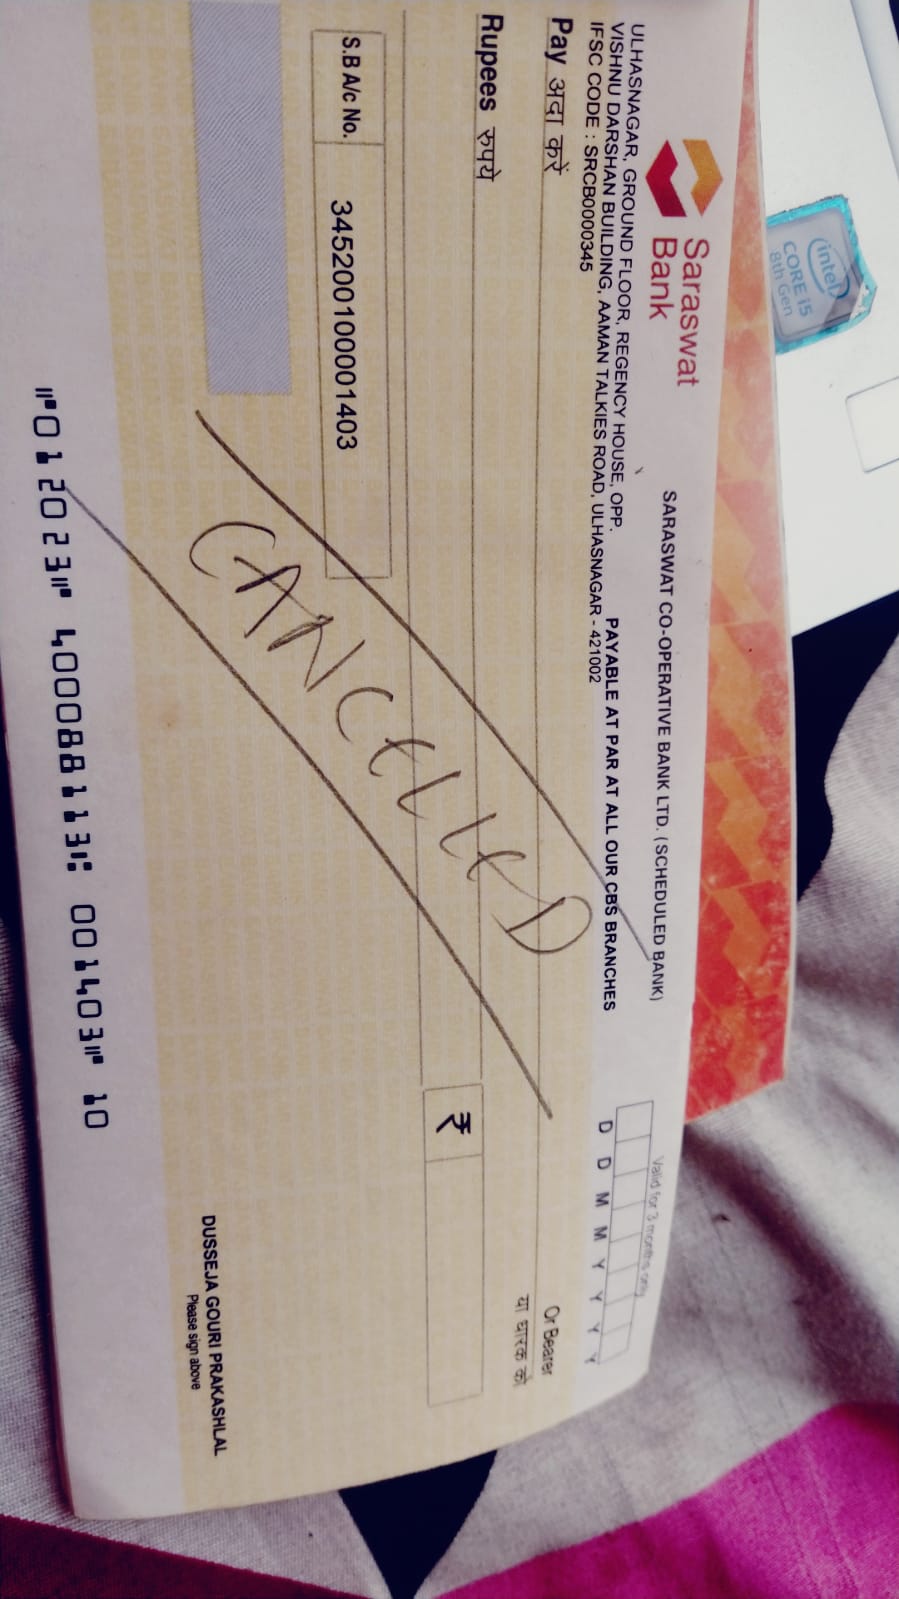 intel
CORE i5
8th Gen
Saraswat
Bank
SARASWAT CO-OPERATIVE BANK LTD. (SCHEDULED BANK)
Valid for 3 months only
D D M M Y Y Y Y
ULHASNAGAR, GROUND FLOOR, REGENCY HOUSE, OPP.
VISHNU DARSHAN BUILDING, AAMAN TALKIES ROAD, ULHASNAGAR - 421002
IFSC CODE : SRCB0000345
PAYABLE AT PAR AT ALL OUR CBS BRANCHES
Pay अदा करें
Or Bearer
या धारक को
Rupees रुपये
₹
CANCELLED
S.B A/c No. 345200100001403
DUSSEJA GOURI PRAKASHLAL
Please sign above
⑈012023⑈ 400088113⑆ 001403⑈ 10